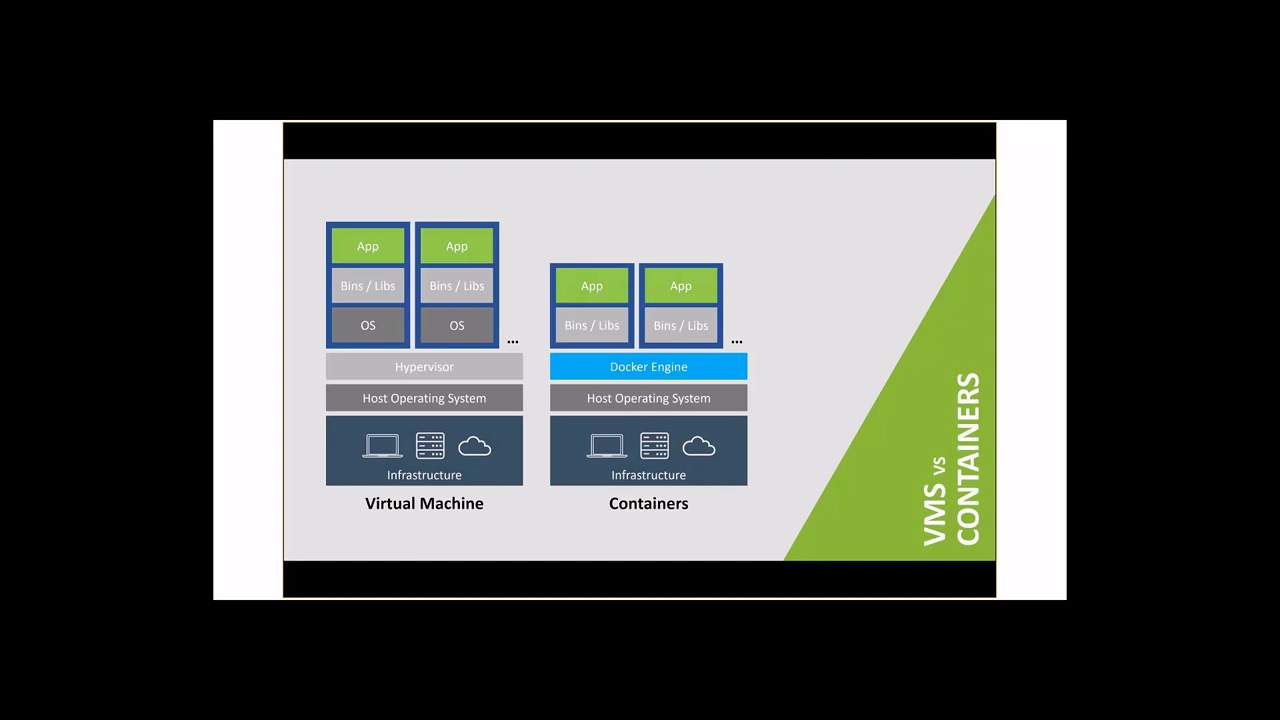 App
App
Bins / Libs
Bins / Libs
OS
OS
...
Hypervisor
Host Operating System
Infrastructure
Virtual Machine
App
App
Bins / Libs
Bins / Libs
...
Docker Engine
Host Operating System
Infrastructure
Containers
VMS vs
CONTAINERS